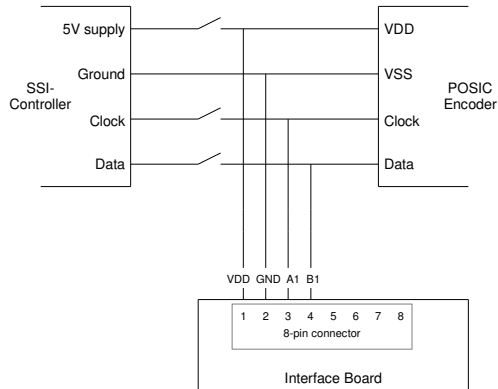 5V supply
VDD
Ground
VSS
SSI-
Controller
POSIC
Encoder
Clock
Clock
Data
Data
VDD GND A1 B1
1 2 3 4 5 6 7 8
8-pin connector
Interface Board